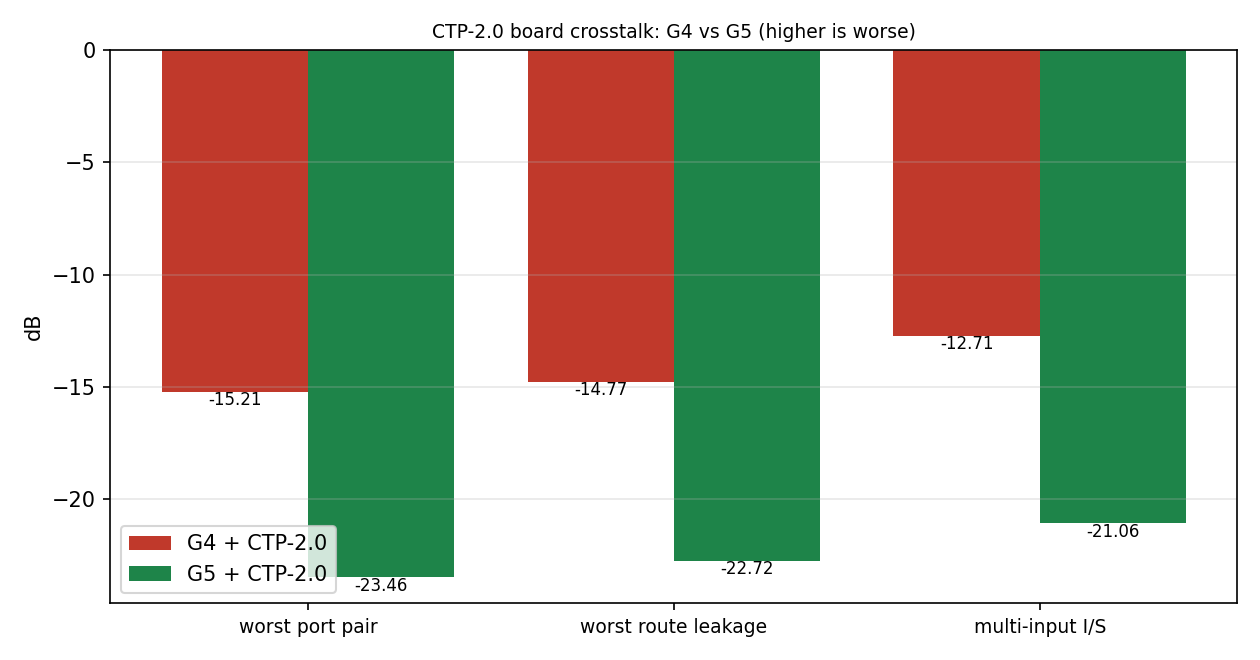 CTP-2.0 board crosstalk: G4 vs G5 (higher is worse)
0
−5
−10
−15
−20
dB
-15.21
-23.46
-14.77
-22.72
-12.71
-21.06
G4 + CTP-2.0
G5 + CTP-2.0
worst port pair
worst route leakage
multi-input I/S